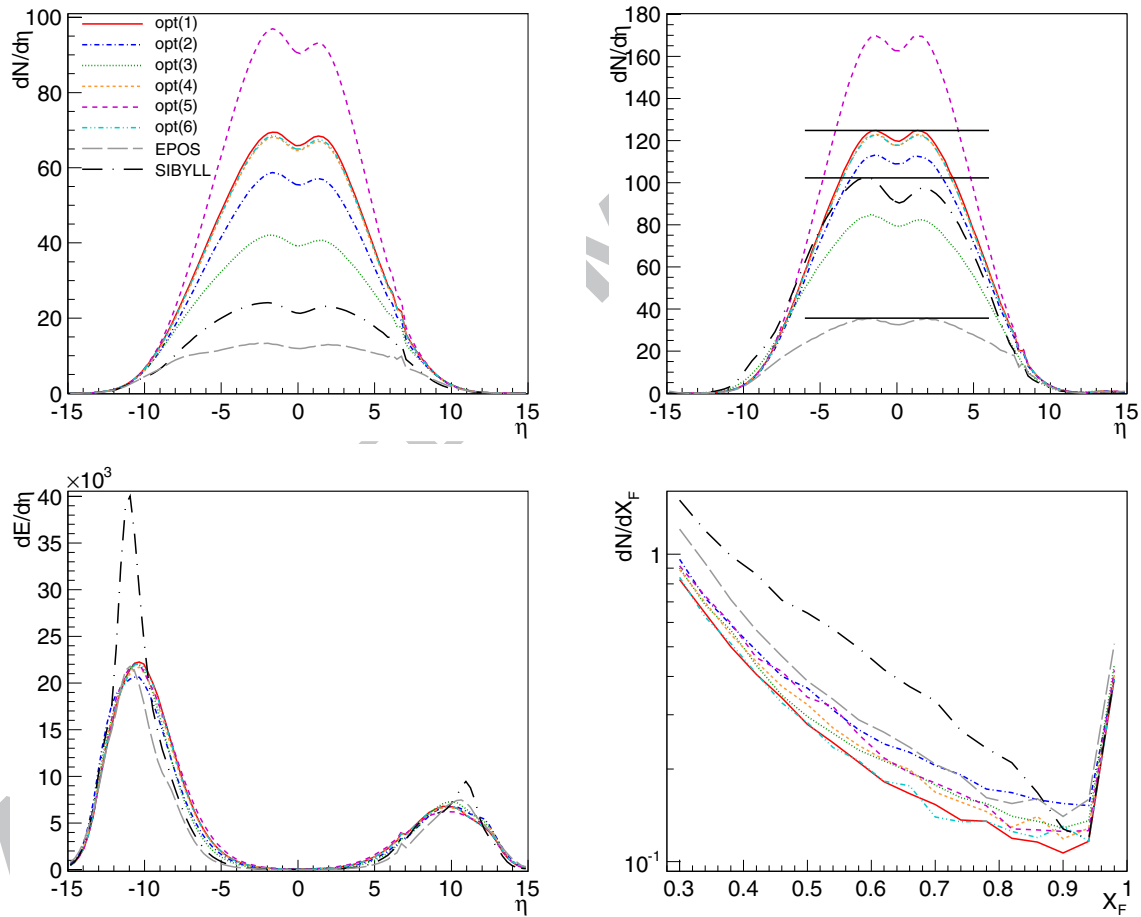 dN/dη
100
80
60
40
20
0
-15 -10 -5 0 5 10 15
η
opt(1)
opt(2)
opt(3)
opt(4)
opt(5)
opt(6)
EPOS
SIBYLL
dN/dη
180
160
140
120
100
80
60
40
20
0
-15 -10 -5 0 5 10 15
η
×10³
dE/dη
40
35
30
25
20
15
10
5
0
-15 -10 -5 0 5 10 15
η
dN/dX_F
1
10⁻¹
0.3 0.4 0.5 0.6 0.7 0.8 0.9 1
X_F